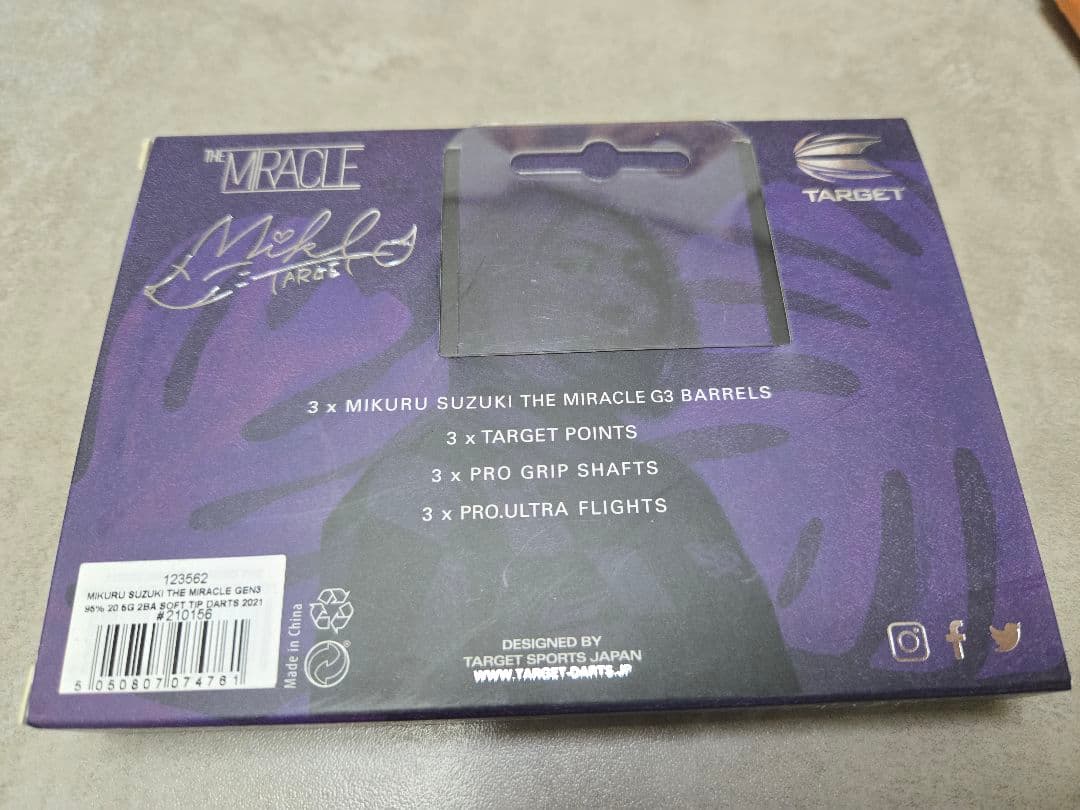 THE MIRACLE
TARGET
Mikl
TARGET
3 x MIKURU SUZUKI THE MIRACLE G3 BARRELS
3 x TARGET POINTS
3 x PRO GRIP SHAFTS
3 x PRO.ULTRA FLIGHTS
123562
MIKURU SUZUKI THE MIRACLE GEN3
95% 20.5G 2BA SOFT TIP DARTS 2021
#210156
5 050807 074761
Made in China
DESIGNED BY
TARGET SPORTS JAPAN
WWW.TARGET-DARTS.JP